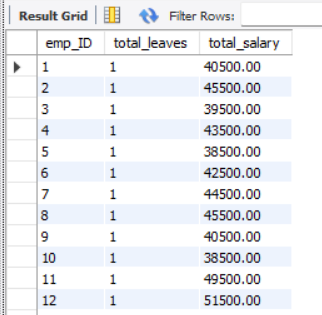 Result Grid Filter Rows:
emp_ID total_leaves total_salary
1 1 40500.00
2 1 45500.00
3 1 39500.00
4 1 43500.00
5 1 38500.00
6 1 42500.00
7 1 44500.00
8 1 45500.00
9 1 40500.00
10 1 38500.00
11 1 49500.00
12 1 51500.00